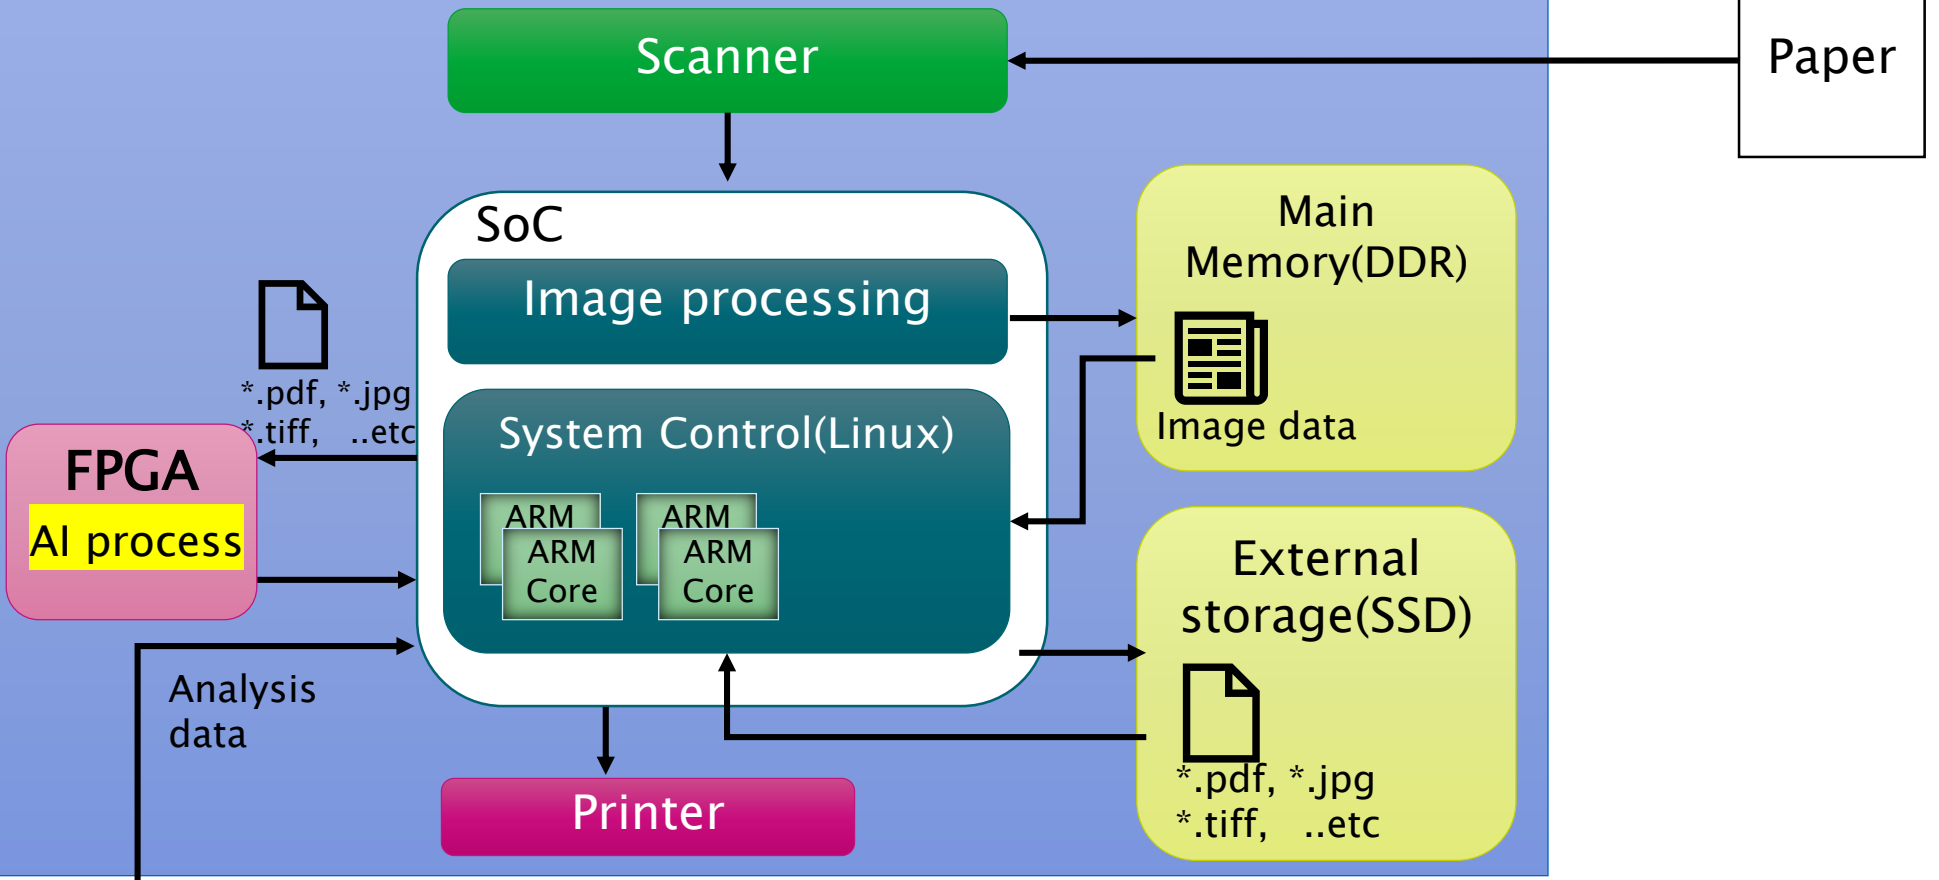 Scanner
Paper
SoC
Image processing
Main
Memory(DDR)
Image data
*.pdf, *.jpg
*.tiff, ..etc
FPGA
AI process
System Control(Linux)
ARM
ARM
Core
ARM
ARM
Core
External
storage(SSD)
*.pdf, *.jpg
*.tiff, ..etc
Analysis
data
Printer